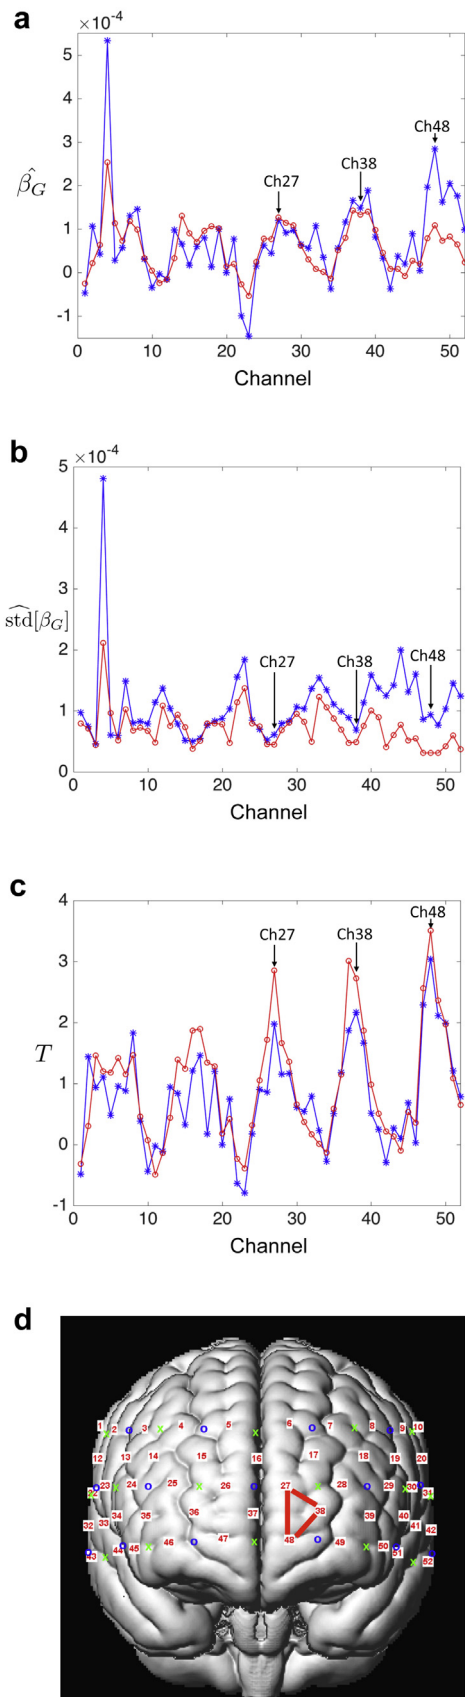 a
×10⁻⁴
5
4
3
2
1
0
-1
β̂_G
Ch27
Ch38
Ch48
0 10 20 30 40 50
Channel
b
×10⁻⁴
5
4
3
2
1
0
std[β_G]
Ch27
Ch38
Ch48
0 10 20 30 40 50
c
4
3
2
1
0
-1
T
Ch27
Ch38
Ch48
0 10 20 30 40 50
Channel
d
1 2 3 4 5 6 7 8 9 10
12 13 14 15 16 17 18 19 20
23 24 25 26 27 28 29 30 31
32 33 34 35 36 37 38 39 40 41 42
43 44 45 46 47 48 49 50 51 52